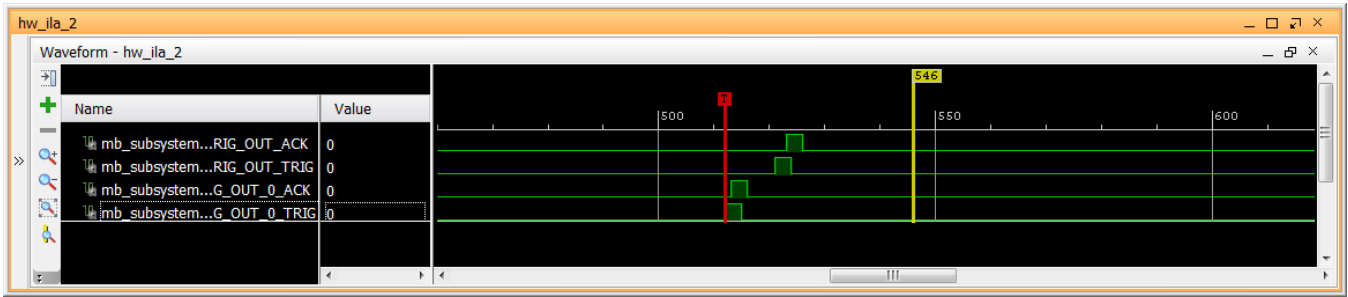 hw_ila_2
Waveform - hw_ila_2
546
T
Name Value
500 550 600
mb_subsystem...RIG_OUT_ACK 0
mb_subsystem...RIG_OUT_TRIG 0
mb_subsystem...G_OUT_0_ACK 0
mb_subsystem...G_OUT_0_TRIG 0